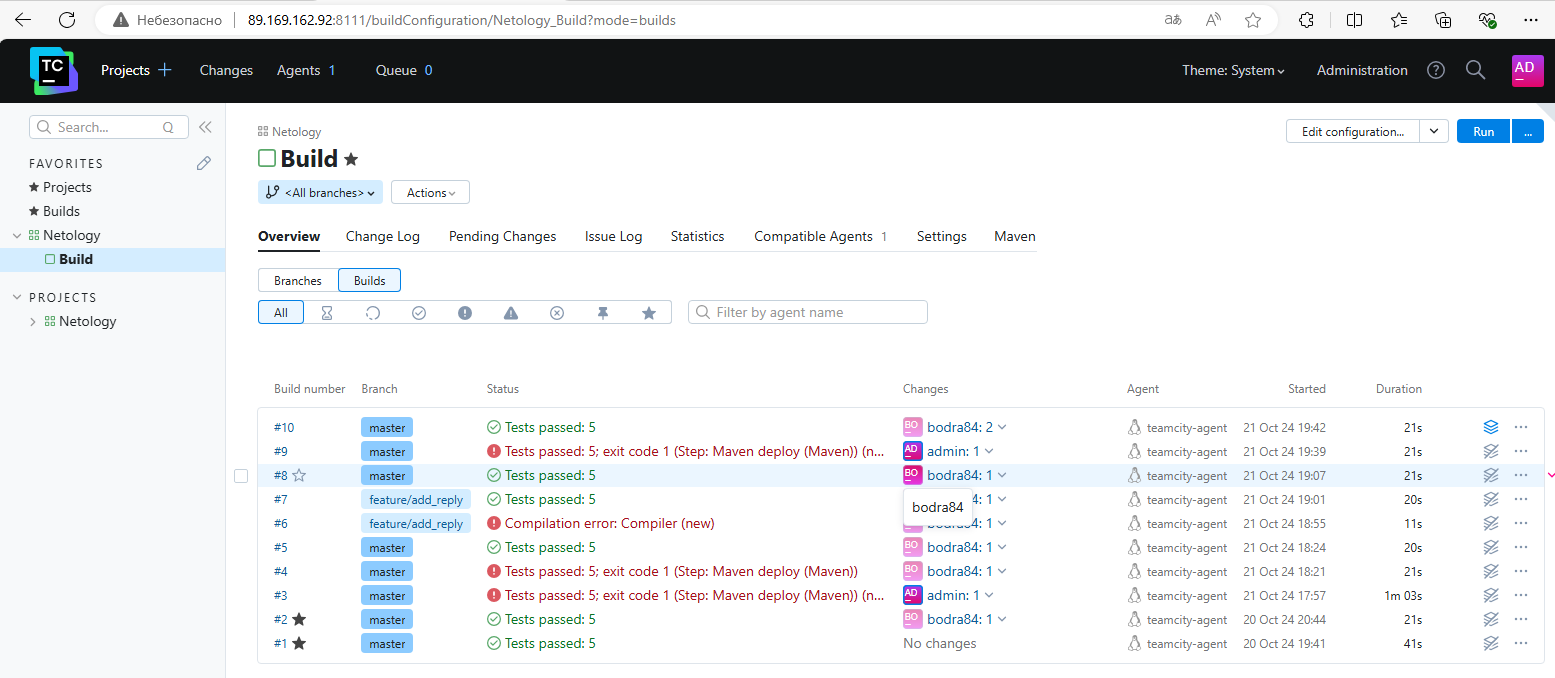 Небезопасно 89.169.162.92:8111/buildConfiguration/Netology_Build?mode=builds
TC Projects Changes Agents 1 Queue 0 Theme: System Administration AD
Search... Q
FAVORITES
Projects
Builds
Netology
Build
PROJECTS
Netology
Netology
Edit configuration... Run ...
Build
<All branches> Actions
Overview Change Log Pending Changes Issue Log Statistics Compatible Agents 1 Settings Maven
Branches Builds
All Filter by agent name
Build number Branch Status Changes Agent Started Duration
#10 master Tests passed: 5 BO bodra84: 2 teamcity-agent 21 Oct 24 19:42 21s
#9 master Tests passed: 5; exit code 1 (Step: Maven deploy (Maven)) (n... AD admin: 1 teamcity-agent 21 Oct 24 19:39 21s
#8 master Tests passed: 5 BO bodra84: 1 teamcity-agent 21 Oct 24 19:07 21s
#7 feature/add_reply Tests passed: 5 4: 1 teamcity-agent 21 Oct 24 19:01 20s
bodra84
#6 feature/add_reply Compilation error: Compiler (new) bodra84: 1 teamcity-agent 21 Oct 24 18:55 11s
#5 master Tests passed: 5 BO bodra84: 1 teamcity-agent 21 Oct 24 18:24 20s
#4 master Tests passed: 5; exit code 1 (Step: Maven deploy (Maven)) BO bodra84: 1 teamcity-agent 21 Oct 24 18:21 21s
#3 master Tests passed: 5; exit code 1 (Step: Maven deploy (Maven)) (n... AD admin: 1 teamcity-agent 21 Oct 24 17:57 1m 03s
#2 master Tests passed: 5 BO bodra84: 1 teamcity-agent 20 Oct 24 20:44 21s
#1 master Tests passed: 5 No changes teamcity-agent 20 Oct 24 19:41 41s